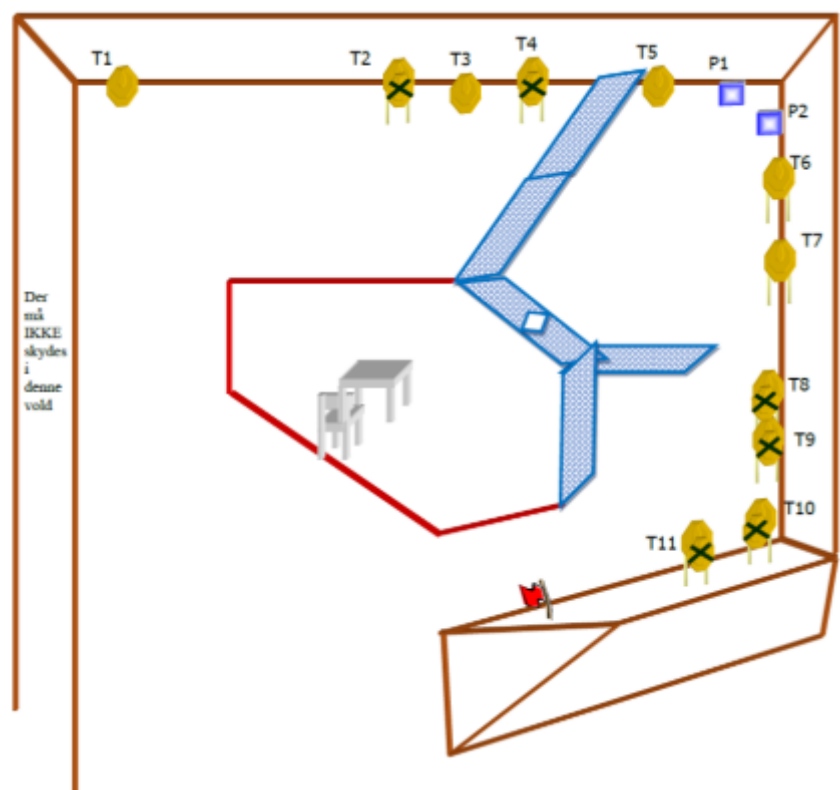 T1
T2
T3
T4
T5
P1
P2
T6
T7
Der
må
IKKE
skydes
i
denne
vold
T8
T9
T10
T11